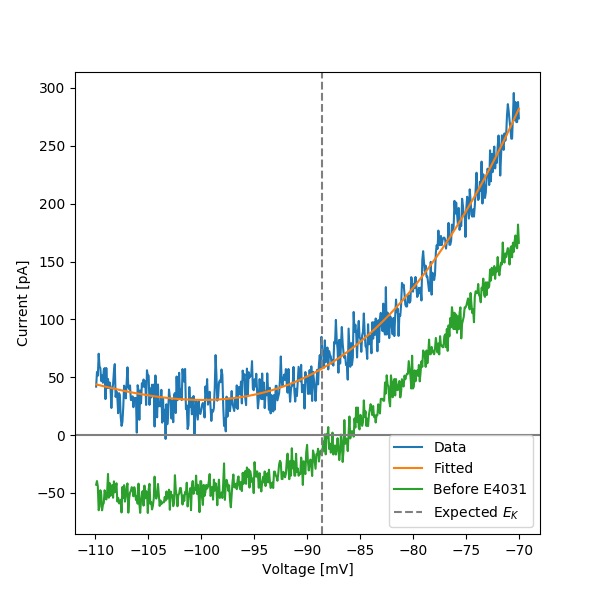 300
250
200
150
100
50
0
−50
Current [pA]
−110
−105
−100
−95
−90
−85
−80
−75
−70
Voltage [mV]
Data
Fitted
Before E4031
Expected E_K